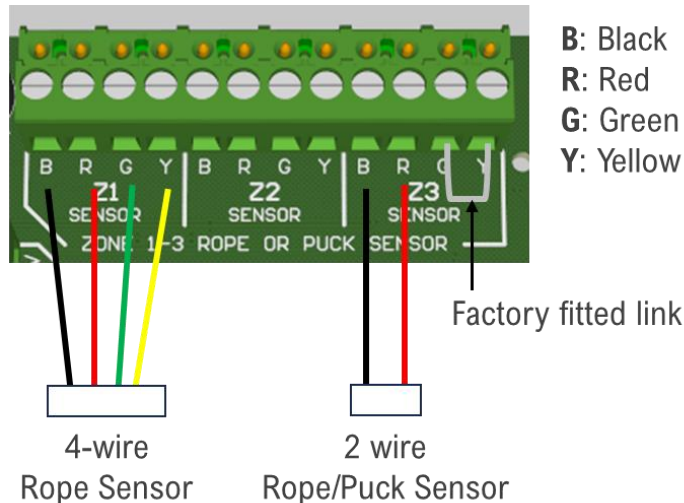 B: Black
R: Red
G: Green
Y: Yellow
B R G Y B R G Y B R G Y
Z1 Z2 Z3
SENSOR SENSOR SENSOR
ZONE 1-3 ROPE OR PUCK SENSOR
Factory fitted link
4-wire
Rope Sensor
2 wire
Rope/Puck Sensor